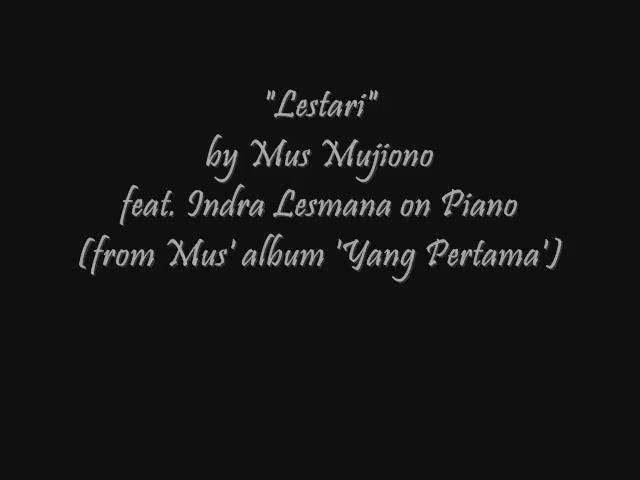 "Lestari"
by Mus Mujiono
feat. Indra Lesmana on Piano
(from Mus' album 'Yang Pertama')